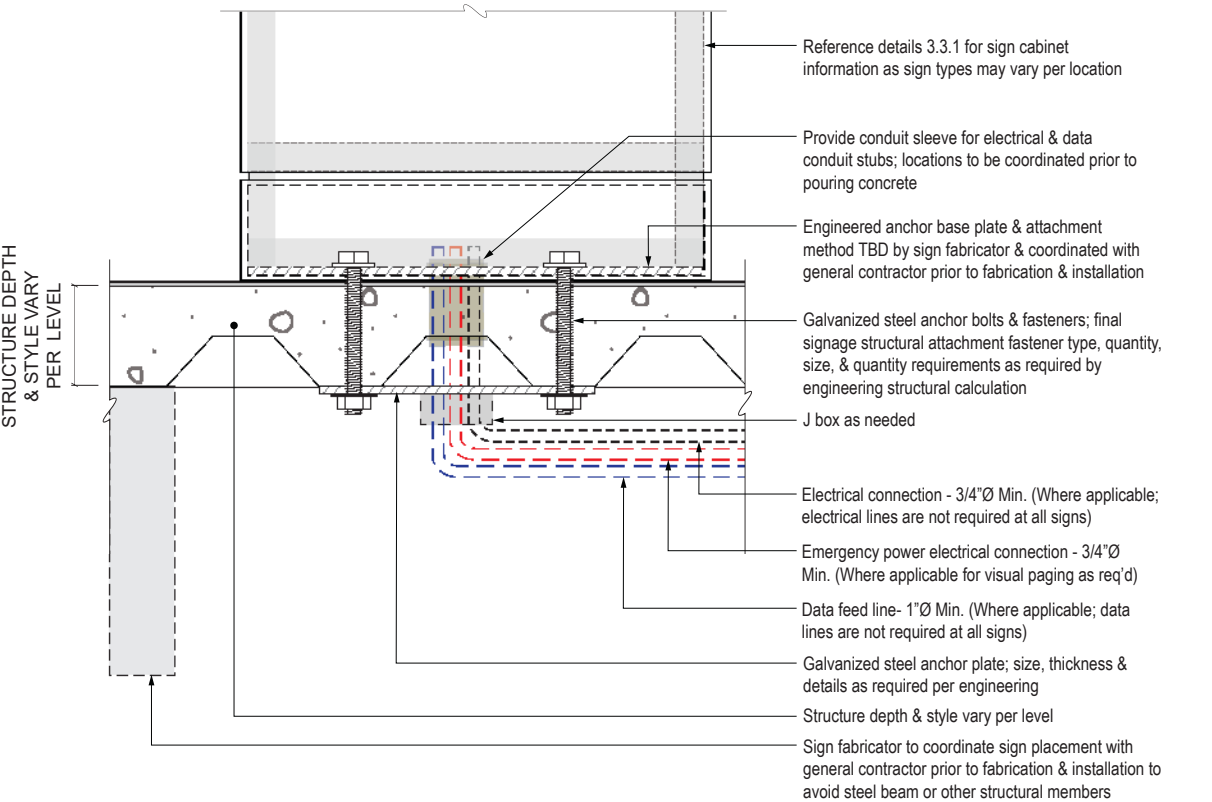 Reference details 3.3.1 for sign cabinet
information as sign types may vary per location
Provide conduit sleeve for electrical & data
conduit stubs; locations to be coordinated prior to
pouring concrete
Engineered anchor base plate & attachment
method TBD by sign fabricator & coordinated with
general contractor prior to fabrication & installation
STRUCTURE DEPTH
& STYLE VARY
PER LEVEL
Galvanized steel anchor bolts & fasteners; final
signage structural attachment fastener type, quantity,
size, & quantity requirements as required by
engineering structural calculation
J box as needed
Electrical connection - 3/4"Ø Min. (Where applicable;
electrical lines are not required at all signs)
Emergency power electrical connection - 3/4"Ø
Min. (Where applicable for visual paging as req'd)
Data feed line- 1"Ø Min. (Where applicable; data
lines are not required at all signs)
Galvanized steel anchor plate; size, thickness &
details as required per engineering
Structure depth & style vary per level
Sign fabricator to coordinate sign placement with
general contractor prior to fabrication & installation to
avoid steel beam or other structural members